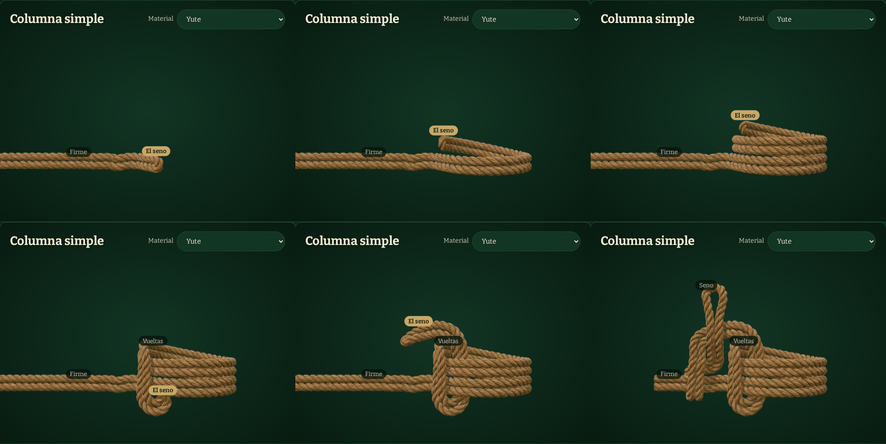 Columna simple Material Yute
El seno
Firme
Columna simple Material Yute
El seno
Firme
Columna simple Material Yute
El seno
Firme
Columna simple Material Yute
Vueltas
Firme
El seno
Columna simple Material Yute
El seno
Vueltas
Firme
Columna simple Material Yute
Seno
Vueltas
Firme